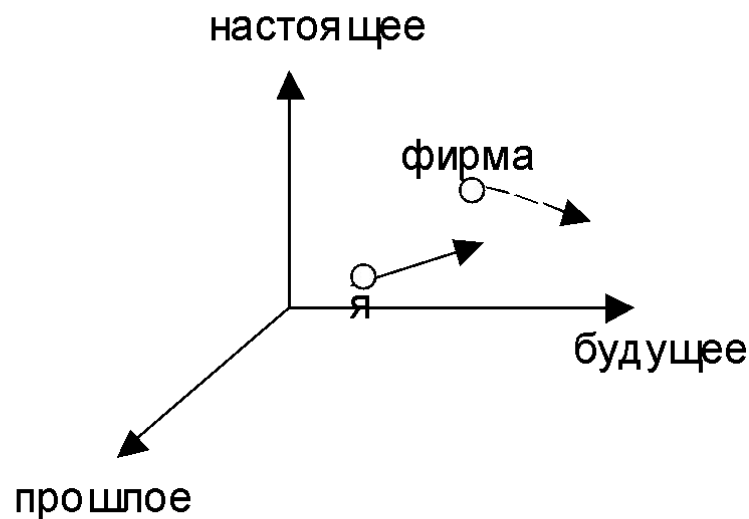 настоящее
фирма
я
будущее
прошлое